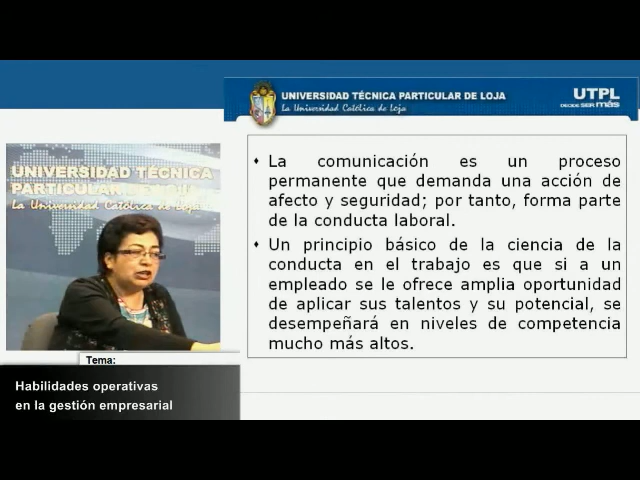 UNIVERSIDAD TÉCNICA PARTICULAR DE LOJA
La Universidad Católica de Loja
UTPL
DECIDE SER más
UNIVERSIDAD TÉCNICA
PARTICULAR DE LOJA
La Universidad Católica de Loja
La comunicación es un proceso
permanente que demanda una acción de
afecto y seguridad; por tanto, forma parte
de la conducta laboral.
Un principio básico de la ciencia de la
conducta en el trabajo es que si a un
empleado se le ofrece amplia oportunidad
de aplicar sus talentos y su potencial, se
desempeñará en niveles de competencia
mucho más altos.
Tema:
Habilidades operativas
en la gestión empresarial